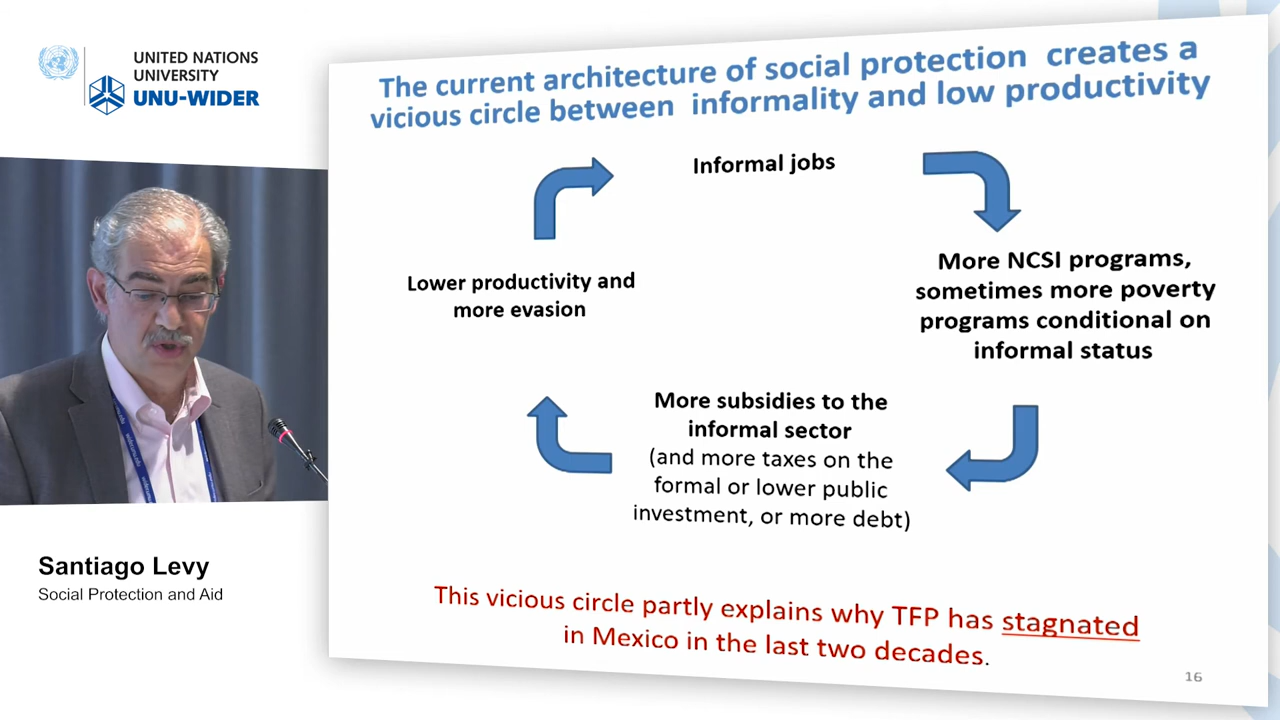 UNITED NATIONS
UNIVERSITY
UNU-WIDER
The current architecture of social protection creates a
vicious circle between informality and low productivity
Informal jobs
More NCSI programs,
sometimes more poverty
programs conditional on
informal status
More subsidies to the
informal sector
(and more taxes on the
formal or lower public
investment, or more debt)
Lower productivity and
more evasion
This vicious circle partly explains why TFP has stagnated
in Mexico in the last two decades.
16
Santiago Levy
Social Protection and Aid